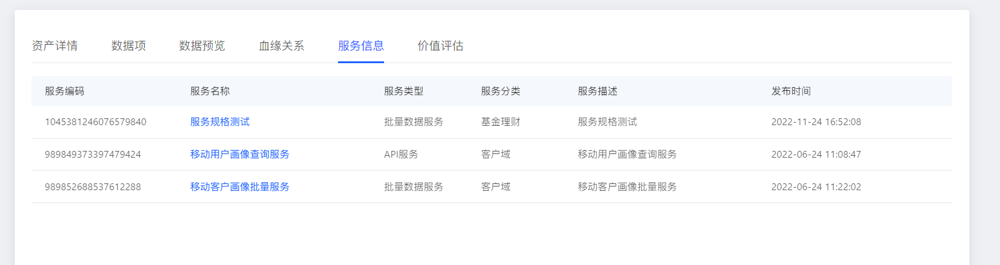 资产详情 数据项 数据预览 血缘关系 服务信息 价值评估
服务编码 服务名称 服务类型 服务分类 服务描述 发布时间
1045381246076579840 服务规格测试 批量数据服务 基金理财 服务规格测试 2022-11-24 16:52:08
989849373397479424 移动用户画像查询服务 API服务 客户域 移动用户画像查询服务 2022-06-24 11:08:47
989852688537612288 移动客户画像批量服务 批量数据服务 客户域 移动客户画像批量服务 2022-06-24 11:22:02